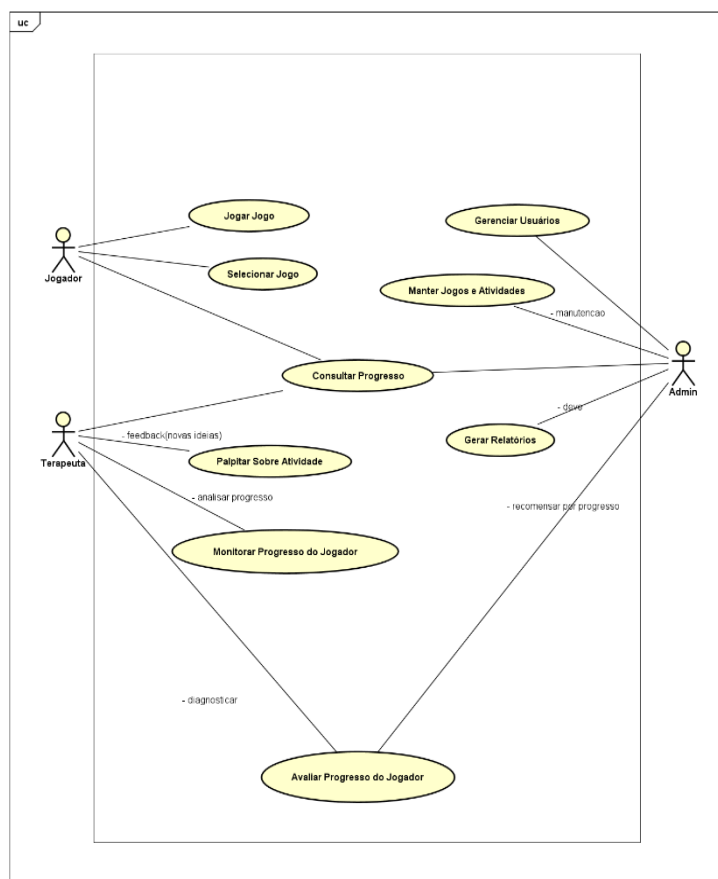 uc
Jogar Jogo
Gerenciar Usuários
Jogador
Selecionar Jogo
Manter Jogos e Atividades
- manutencao
Consultar Progresso
Admin
- deve
- feedback(novas ideias)
Gerar Relatórios
Terapeuta
Palpitar Sobre Atividade
- analisar progresso
- recomensar por progresso
Monitorar Progresso do Jogador
- diagnosticar
Avaliar Progresso do Jogador